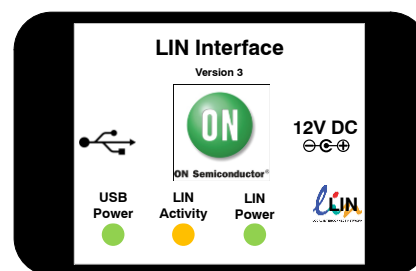 LIN Interface
Version 3
ON
ON Semiconductor®
12V DC
USB Power
LIN Activity
LIN Power
LIN